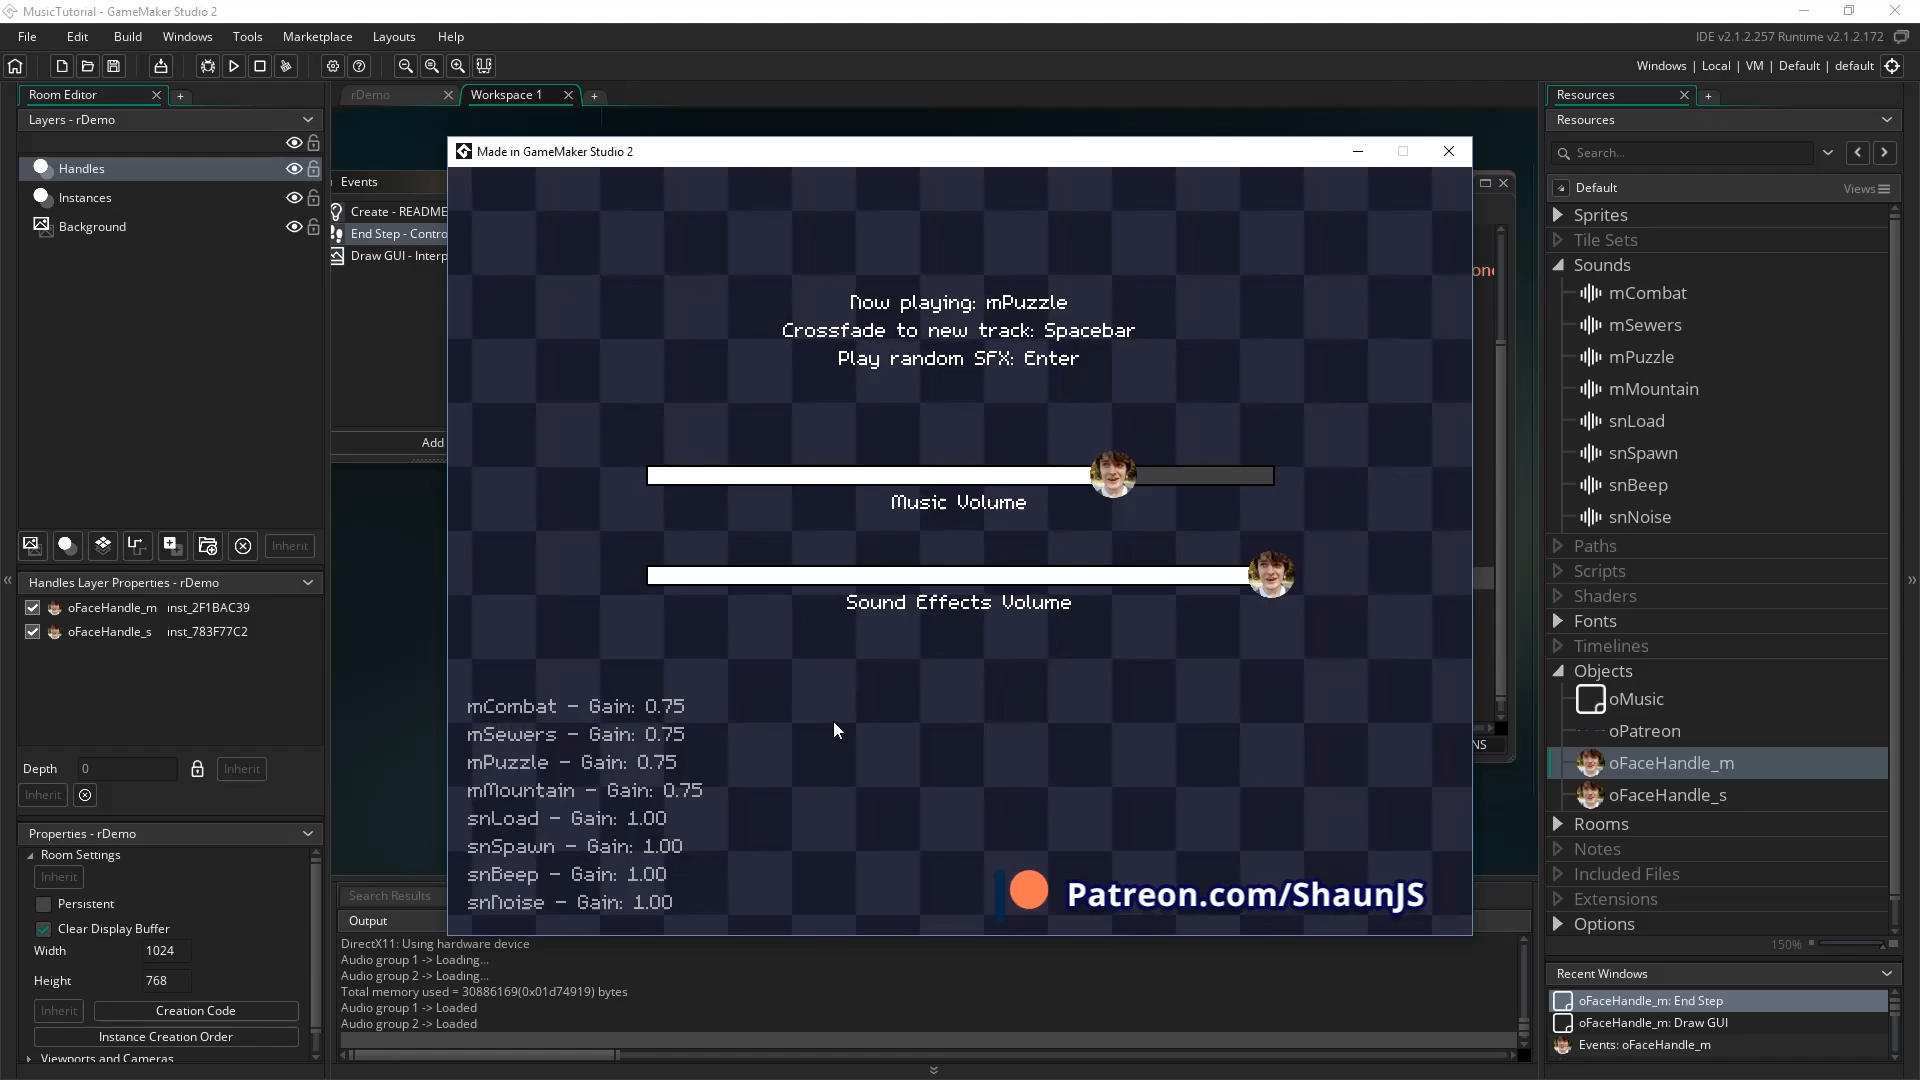 MusicTutorial - GameMaker Studio 2
File Edit Build Windows Tools Marketplace Layouts Help
IDE v2.1.2.257 Runtime v2.1.2.172
Windows | Local | VM | Default | default
Room Editor
rDemo
Workspace 1
Resources
Layers - rDemo
Resources
Handles
Instances
Background
Search...
Default
Views
Events
Create - README
End Step - Contro
Draw GUI - Interp
Add
Made in GameMaker Studio 2
Now playing: mPuzzle
Crossfade to new track: Spacebar
Play random SFX: Enter
Music Volume
Sound Effects Volume
mCombat - Gain: 0.75
mSewers - Gain: 0.75
mPuzzle - Gain: 0.75
mMountain - Gain: 0.75
snLoad - Gain: 1.00
snSpawn - Gain: 1.00
snBeep - Gain: 1.00
snNoise - Gain: 1.00
Patreon.com/ShaunJS
NS
Sprites
Tile Sets
Sounds
mCombat
mSewers
mPuzzle
mMountain
snLoad
snSpawn
snBeep
snNoise
Paths
Scripts
Shaders
Fonts
Timelines
Objects
oMusic
oPatreon
oFaceHandle_m
oFaceHandle_s
Rooms
Notes
Included Files
Extensions
Options
150%
Recent Windows
oFaceHandle_m: End Step
oFaceHandle_m: Draw GUI
Events: oFaceHandle_m
Inherit
Handles Layer Properties - rDemo
oFaceHandle_m inst_2F1BAC39
oFaceHandle_s inst_783F77C2
Depth 0 Inherit
Inherit
Properties - rDemo
Room Settings
Inherit
Persistent
Clear Display Buffer
Width 1024
Height 768
Inherit Creation Code
Instance Creation Order
Viewports and Cameras
Search Results
Output
DirectX11: Using hardware device
Audio group 1 -> Loading...
Audio group 2 -> Loading...
Total memory used = 30886169(0x01d74919) bytes
Audio group 1 -> Loaded
Audio group 2 -> Loaded